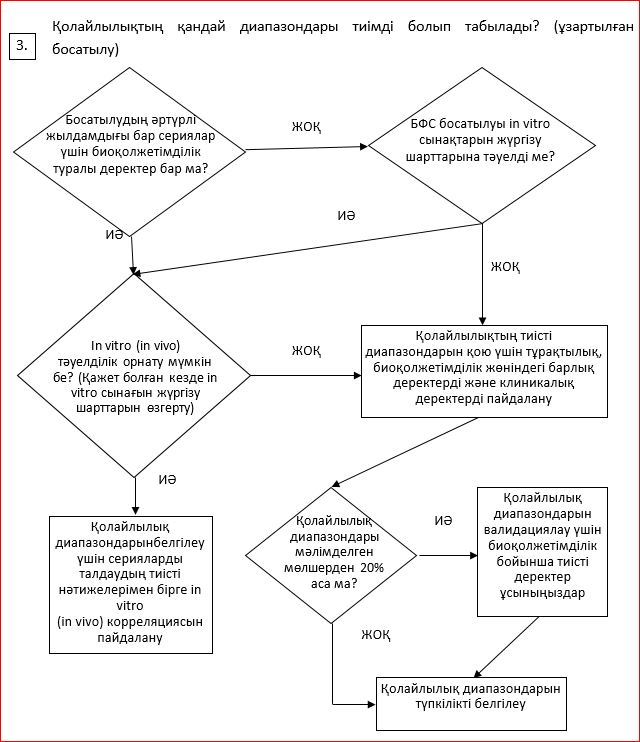 Қолайлылықтың қандай диапазондары тиімді болып табылады? (ұзартылған
3.
босатылу)
Босатылудың әртүрлі
жылдамдығы бар сериялар
үшін биоқолжетімділік
туралы деректер бар ма?
ЖОҚ
БФС босатылуы in vitro
сынақтарын жүргізу
шарттарына тәуелді ме?
ИӘ
ИӘ
ЖОҚ
In vitro (in vivo)
тәуелділік орнату мүмкін
бе? (Қажет болған кезде in
vitro сынағын жүргізу
шарттарын өзгерту)
ЖОҚ
Қолайлылықтың тиісті
диапазондарын қою үшін тұрақтылық,
биоқолжетімділік жөніндегі барлық
деректерді және клиникалық
деректерді пайдалану
ИӘ
Қолайлылық
диапазондарынбелгілеу
үшін серияларды
талдаудың тиісті
нәтижелерімен бірге in
vitro
(in vivo) корреляциясын
пайдалану
Қолайлылық
диапазондары
мәлімделген
мөлшерден 20%
аса ма?
ИӘ
Қолайлылық
диапазондарын
валидациялау үшін
биоқолжетімділік
бойынша тиісті
деректер
ұсыныңыздар
ЖОҚ
Қолайлылық диапазондарын
түпкілікті белгілеу